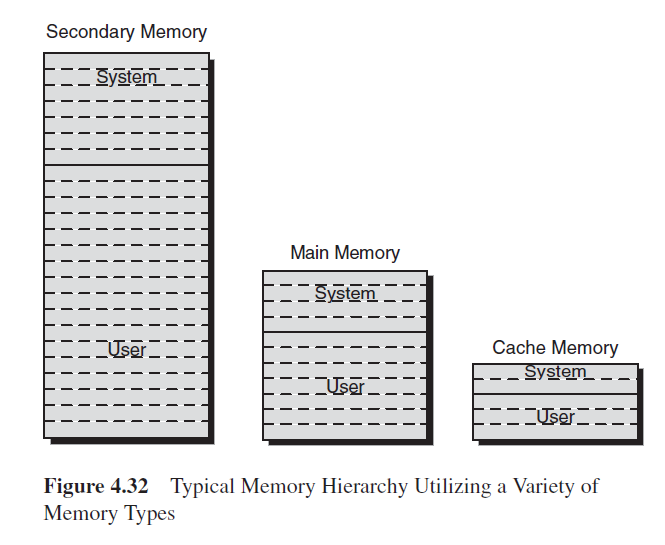 Secondary Memory
System
User
Main Memory
System
User
Cache Memory
System
User
Figure 4.32 Typical Memory Hierarchy Utilizing a Variety of
Memory Types